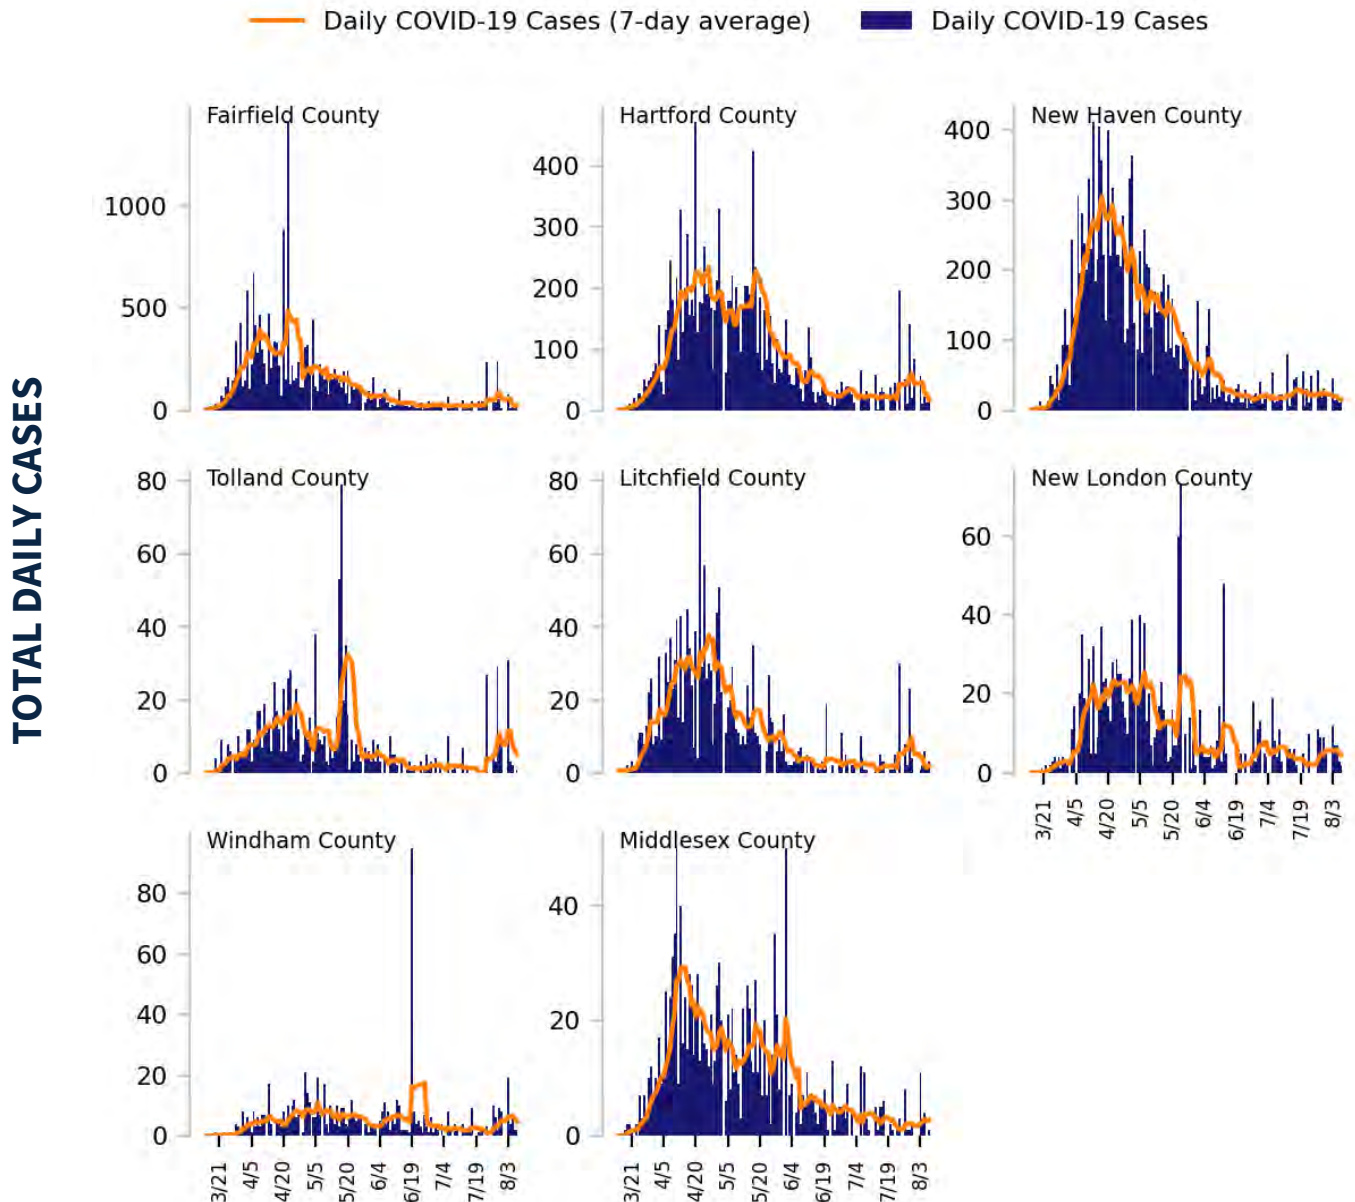 Daily COVID-19 Cases (7-day average) Daily COVID-19 Cases
TOTAL DAILY CASES
Fairfield County
1000
500
0
Hartford County
400
300
200
100
0
New Haven County
400
300
200
100
0
Tolland County
80
60
40
20
0
Litchfield County
80
60
40
20
0
New London County
60
40
20
0
3/21 4/5 4/20 5/5 5/20 6/4 6/19 7/4 7/19 8/3
Windham County
80
60
40
20
0
3/21 4/5 4/20 5/5 5/20 6/4 6/19 7/4 7/19 8/3
Middlesex County
40
20
0
3/21 4/5 4/20 5/5 5/20 6/4 6/19 7/4 7/19 8/3